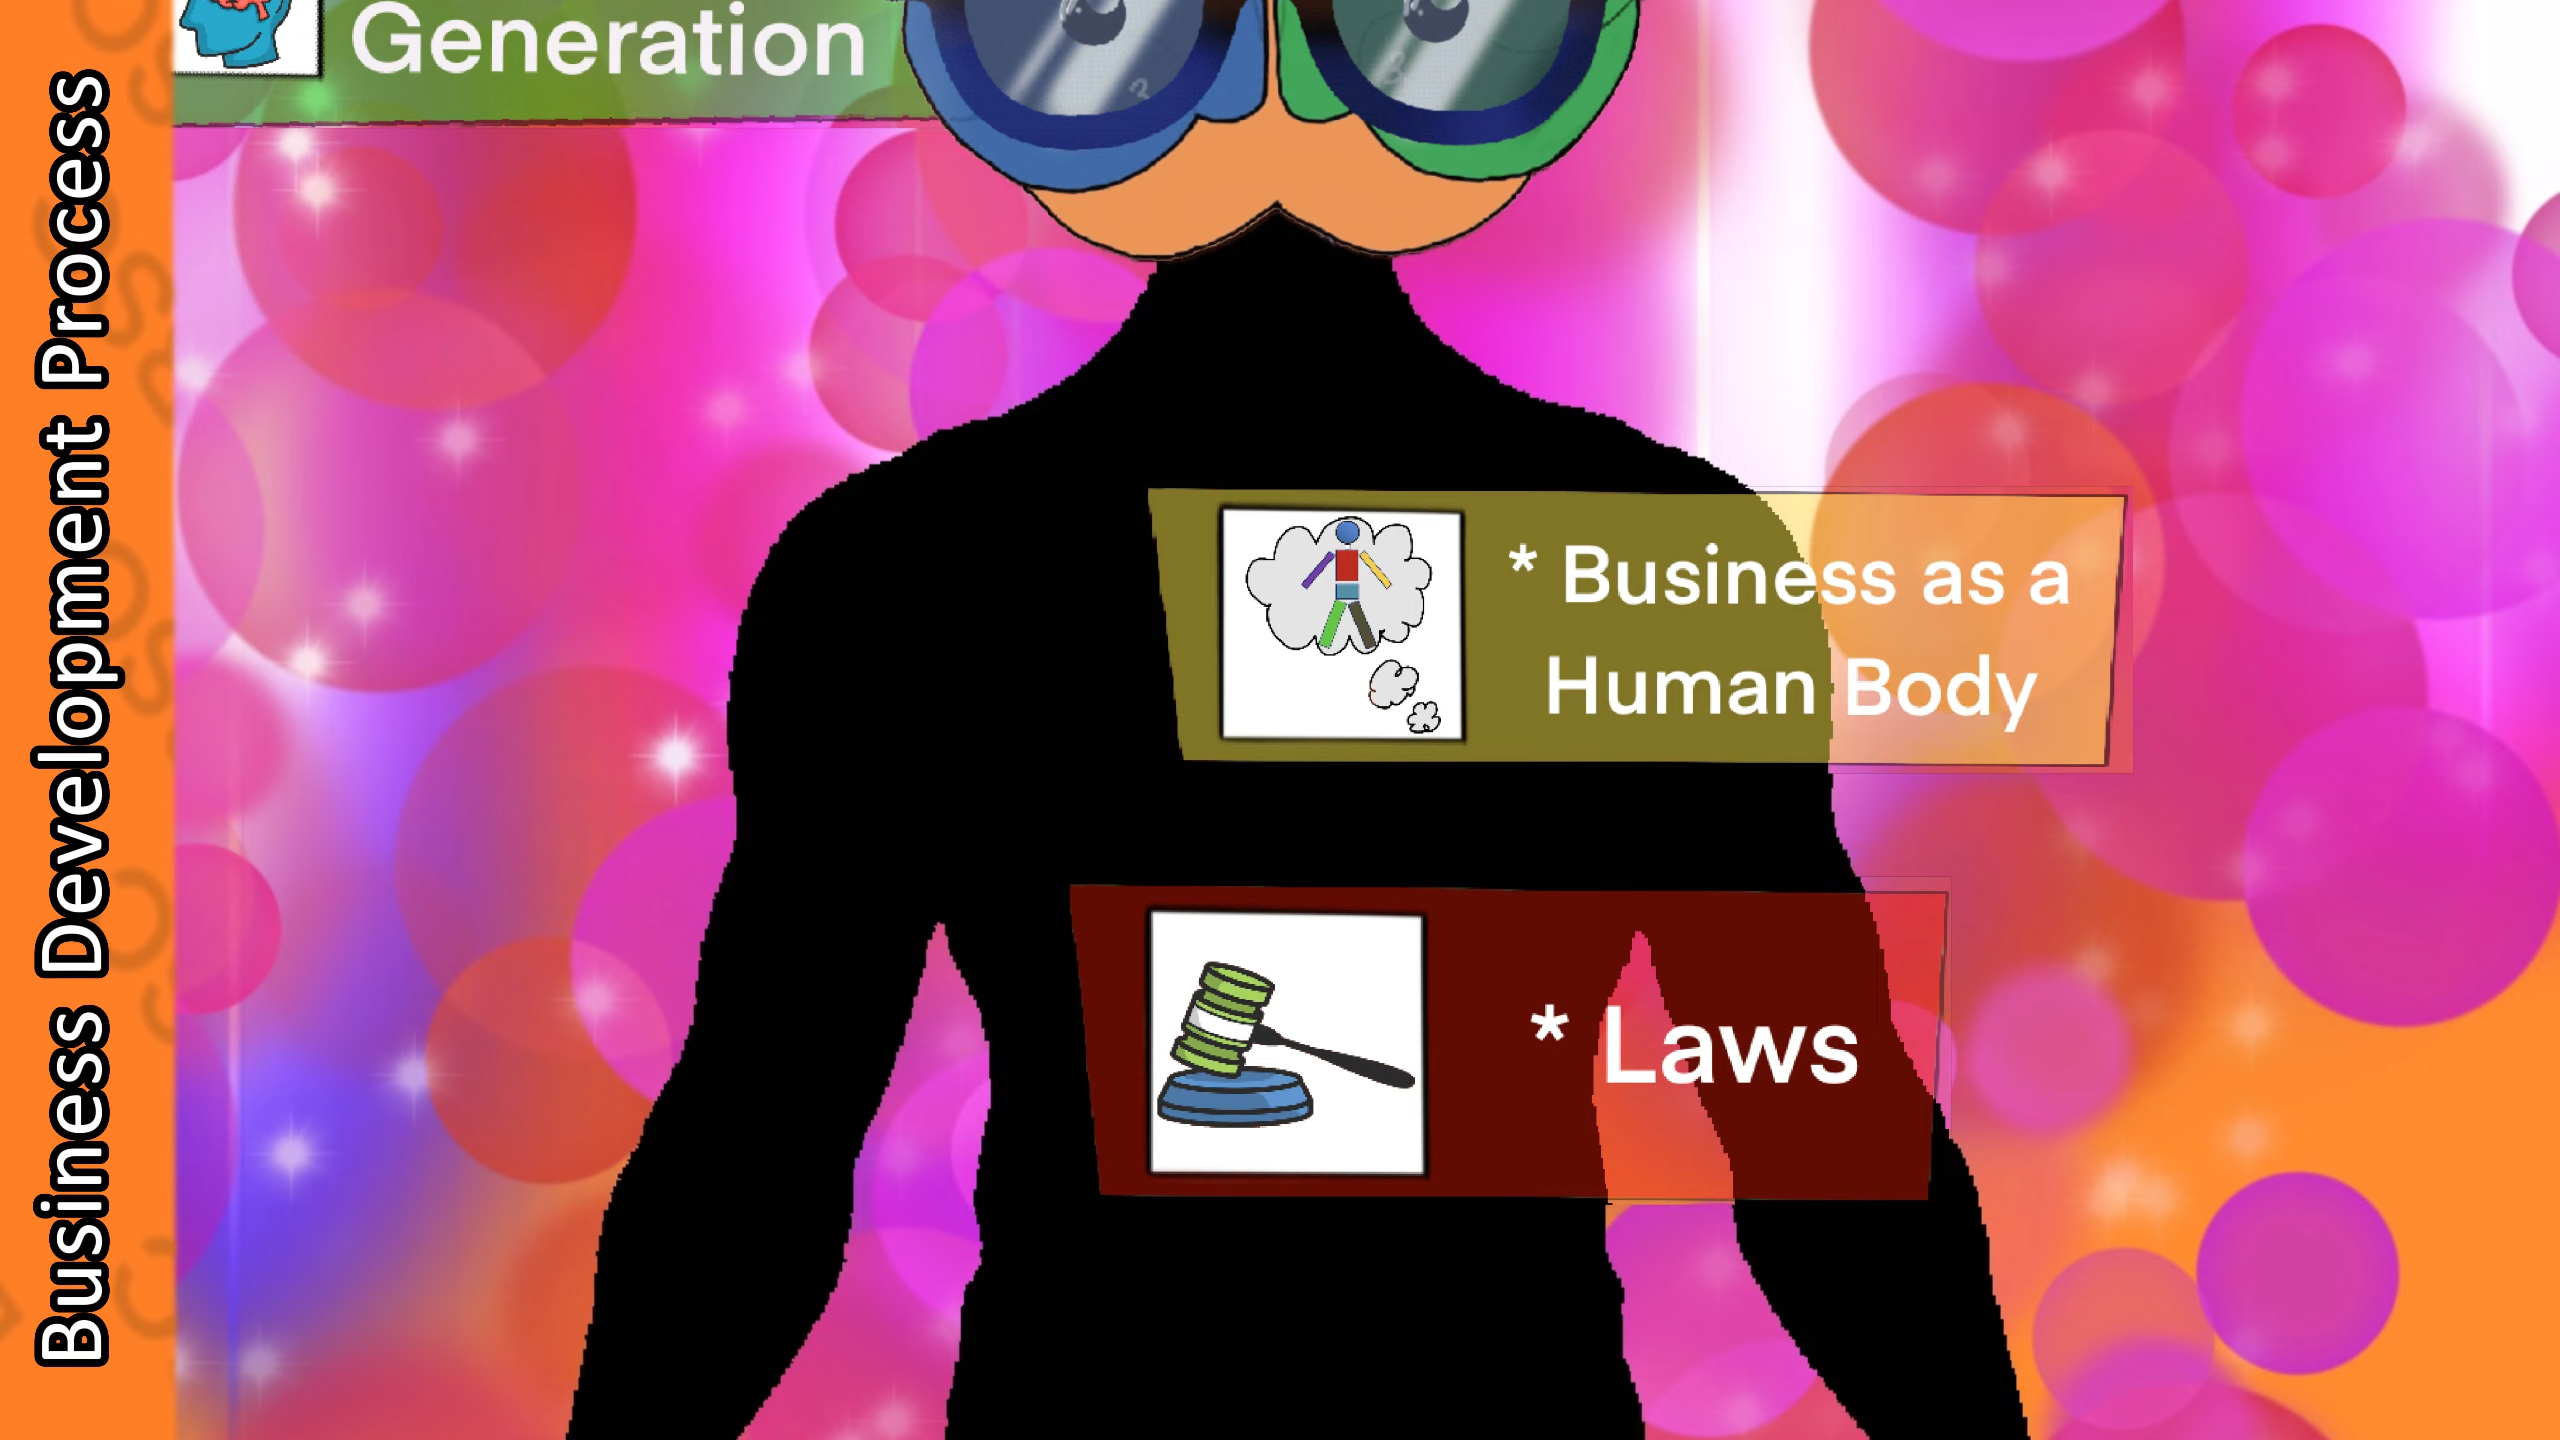 Business Development Process
Generation
* Business as a
Human Body
* Laws